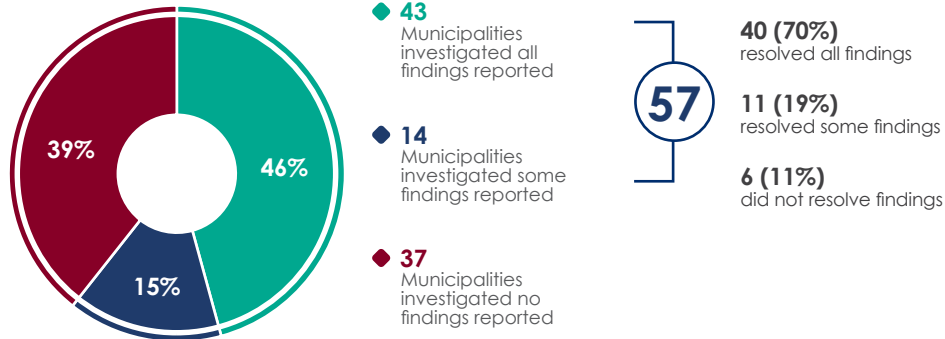 39%
46%
15%
43
Municipalities
investigated all
findings reported
14
Municipalities
investigated some
findings reported
37
Municipalities
investigated no
findings reported
57
40 (70%)
resolved all findings
11 (19%)
resolved some findings
6 (11%)
did not resolve findings